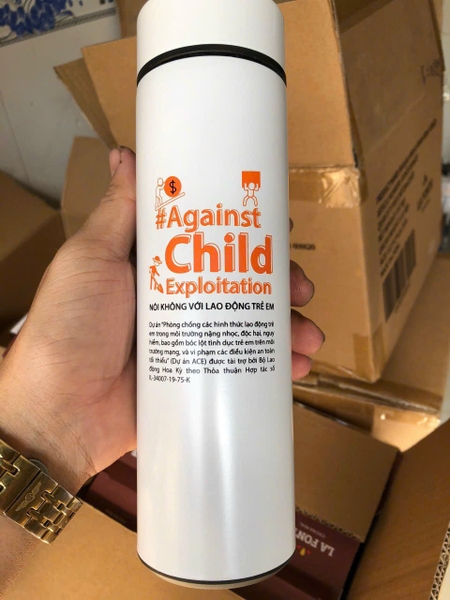 $
#Against
Child
Exploitation
NÓI KHÔNG VỚI LAO ĐỘNG TRẺ EM
Dự án "Phòng chống các hình thức lao động trẻ
em trong môi trường nặng nhọc, độc hại, nguy
hiểm, bao gồm bóc lột tình dục trẻ em trên môi
trường mạng, và vi phạm các điều kiện an toàn
tối thiểu" (Dự án ACE) được tài trợ bởi Bộ Lao
động Hoa Kỳ theo Thỏa thuận Hợp tác số
IL-34007-19-75-K
LA FON